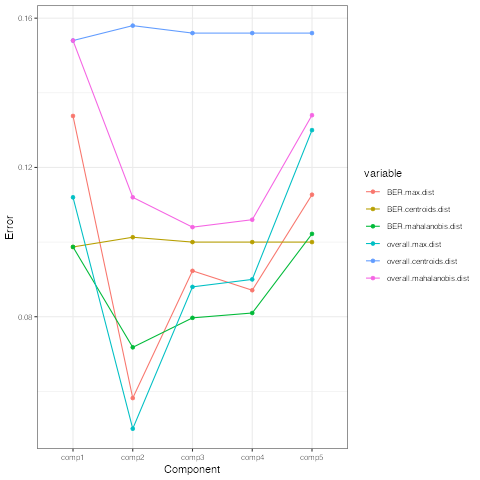 0.16
0.12
0.08
Error
comp1 comp2 comp3 comp4 comp5
Component
variable
BER.max.dist
BER.centroids.dist
BER.mahalanobis.dist
overall.max.dist
overall.centroids.dist
overall.mahalanobis.dist